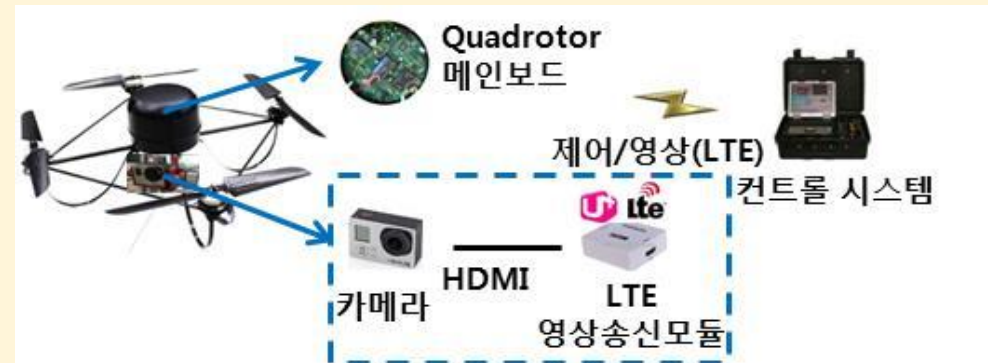 Quadrotor
메인보드
제어/영상(LTE)
컨트롤 시스템
U+ Lte
HDMI
카메라
LTE
영상송신모듈